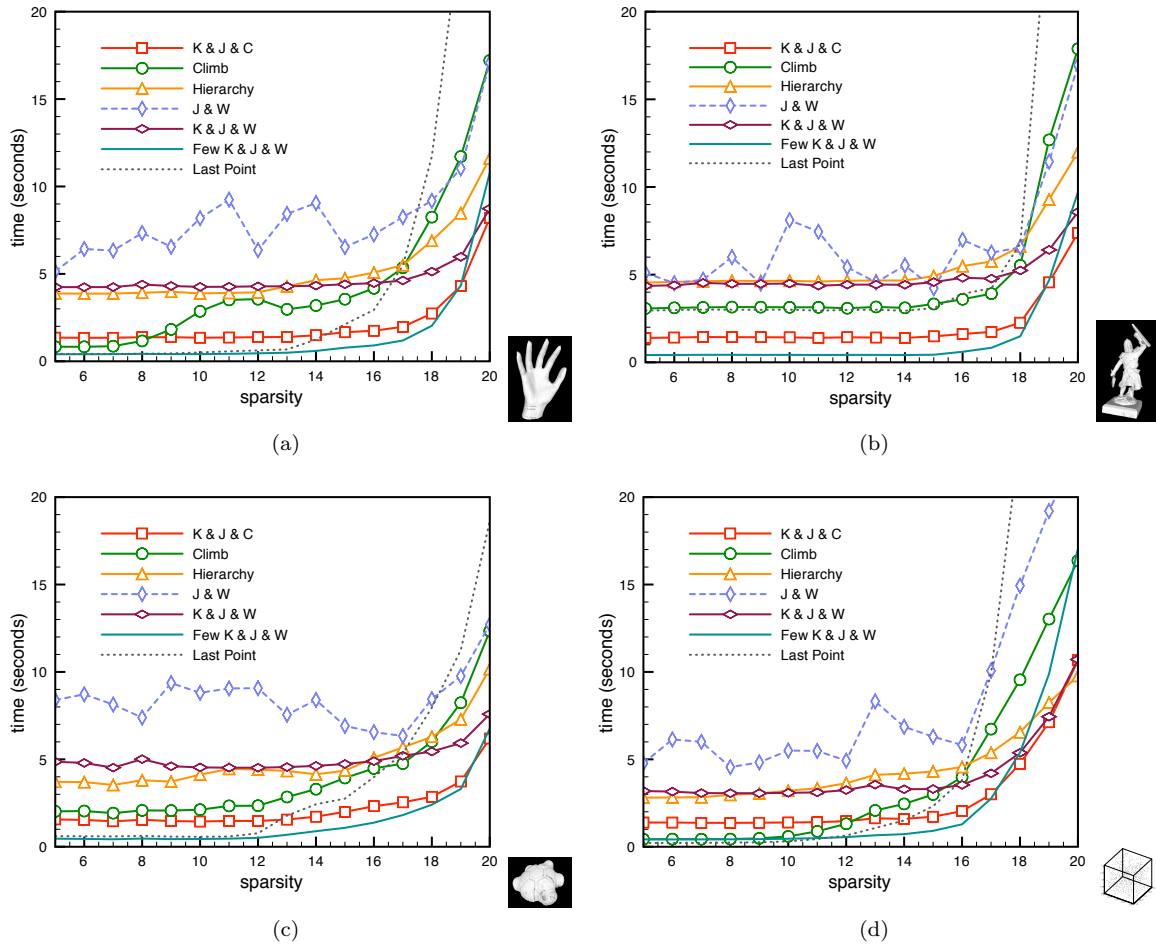 20
15
10
5
0
time (seconds)
K & J & C
Climb
Hierarchy
J & W
K & J & W
Few K & J & W
Last Point
6 8 10 12 14 16 18 20
sparsity
(a)
20
15
10
5
0
time (seconds)
K & J & C
Climb
Hierarchy
J & W
K & J & W
Few K & J & W
Last Point
6 8 10 12 14 16 18 20
sparsity
(b)
20
15
10
5
0
time (seconds)
K & J & C
Climb
Hierarchy
J & W
K & J & W
Few K & J & W
Last Point
6 8 10 12 14 16 18 20
sparsity
(c)
20
15
10
5
0
time (seconds)
K & J & C
Climb
Hierarchy
J & W
K & J & W
Few K & J & W
Last Point
6 8 10 12 14 16 18 20
sparsity
(d)